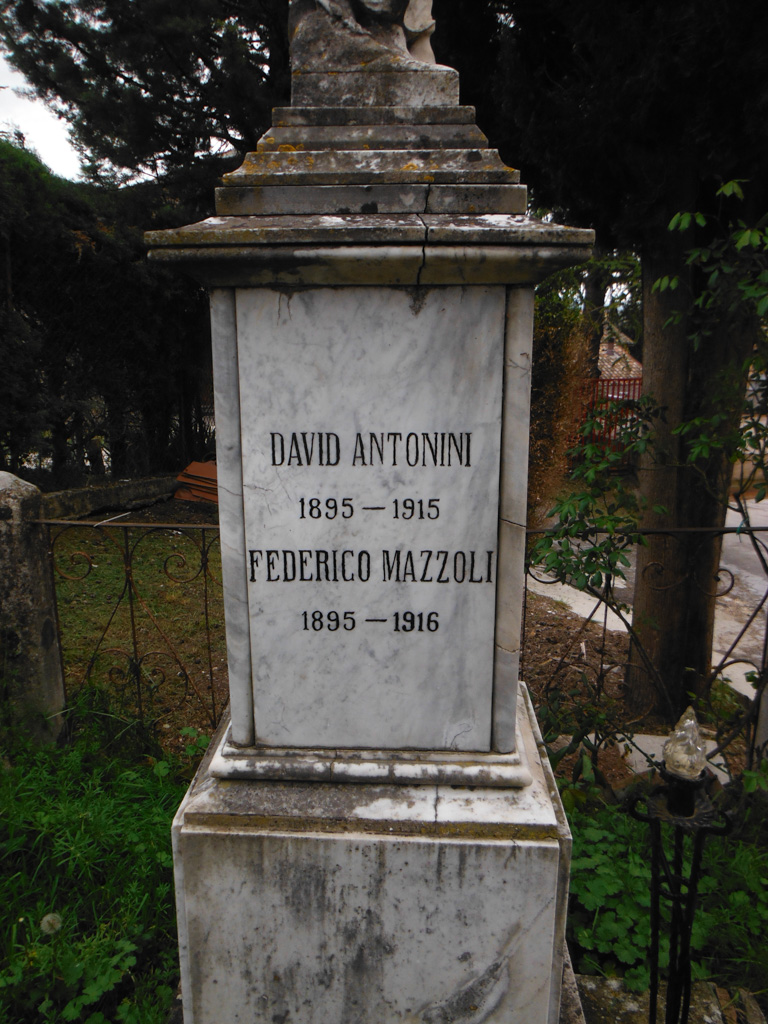 DAVID ANTONINI
1895 — 1915
FEDERICO MAZZOLI
1895 — 1916